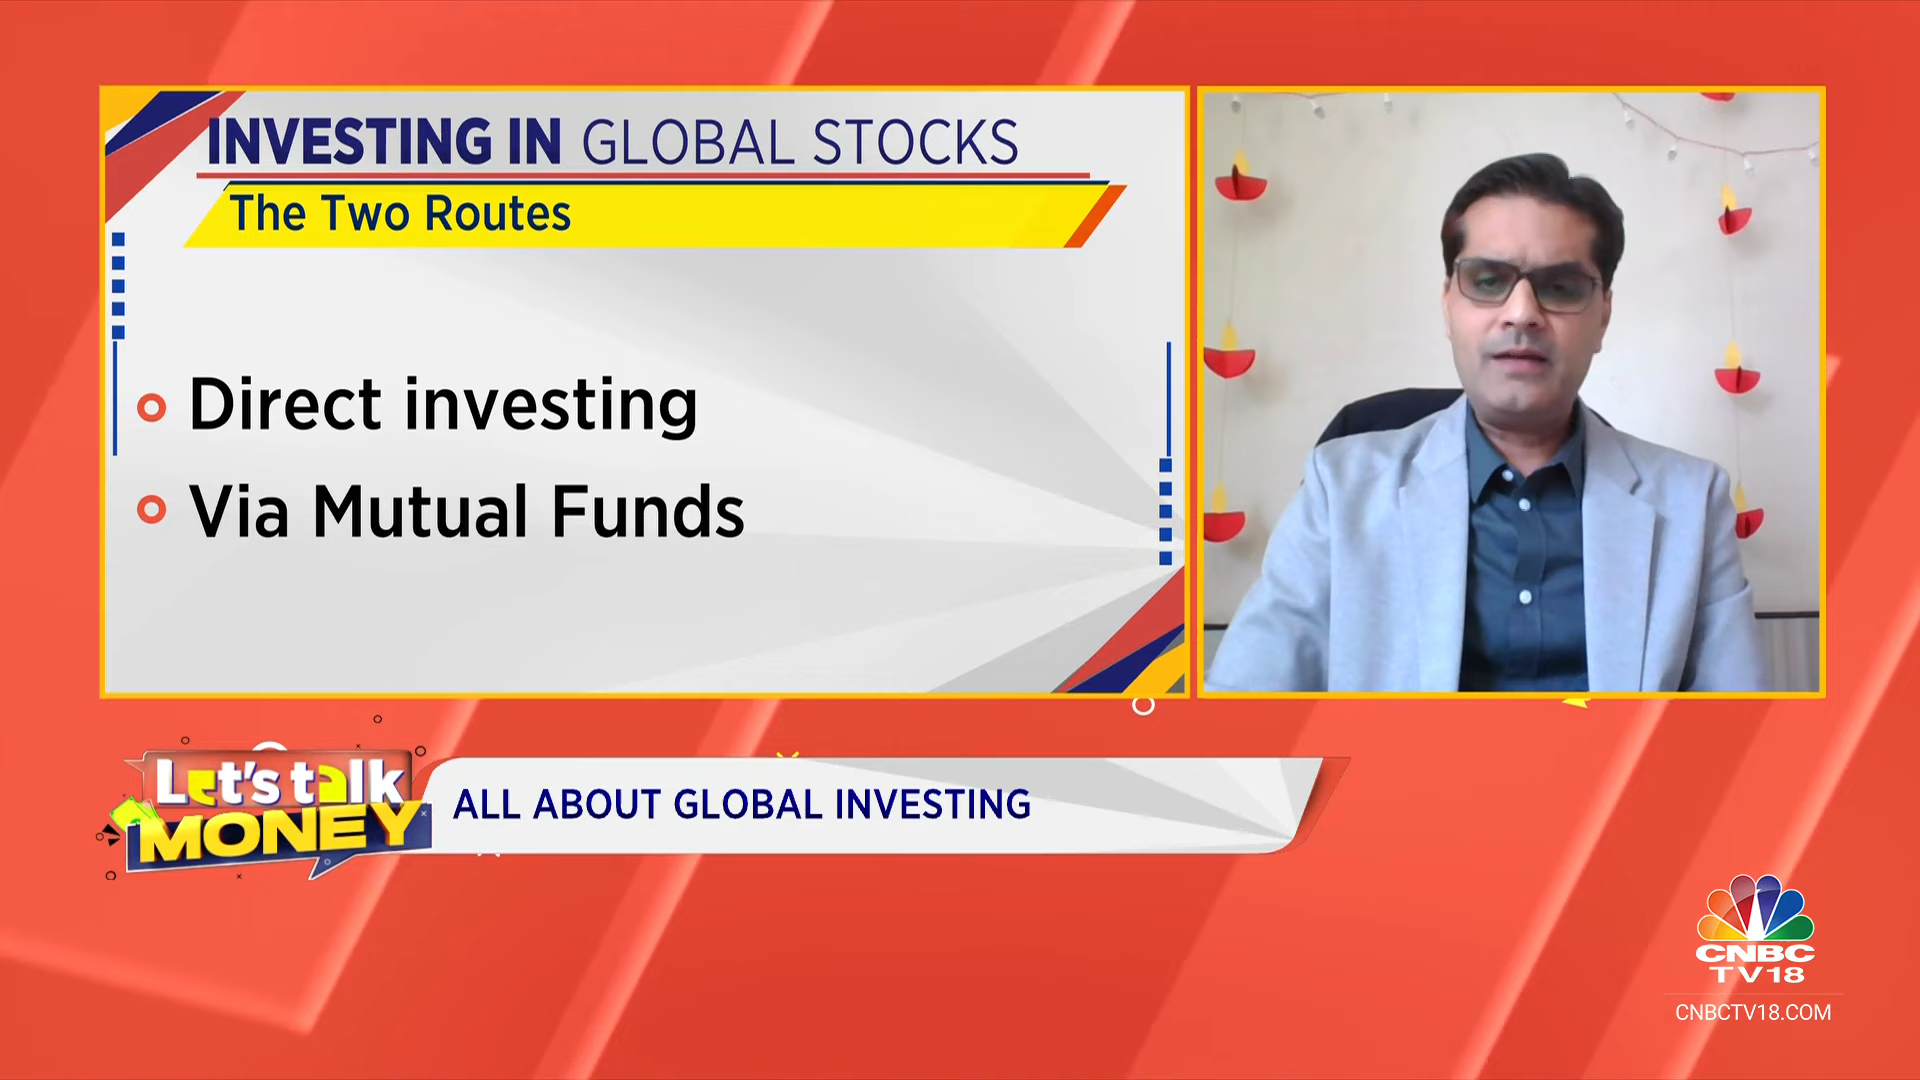 INVESTING IN GLOBAL STOCKS
The Two Routes
Direct investing
Via Mutual Funds
Let's talk
MONEY
ALL ABOUT GLOBAL INVESTING
CNBC
TV18
CNBCTV18.COM